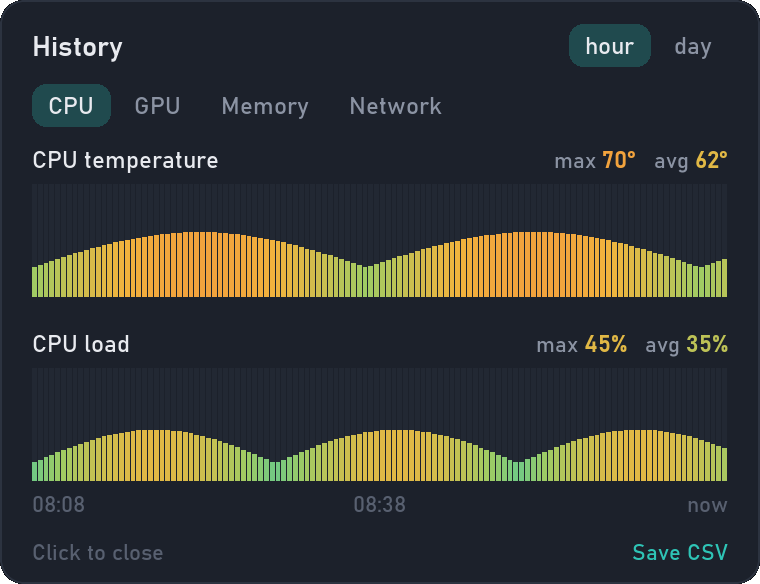 History hour day
CPU GPU Memory Network
CPU temperature max 70° avg 62°
CPU load max 45% avg 35%
08:08 08:38 now
Click to close Save CSV